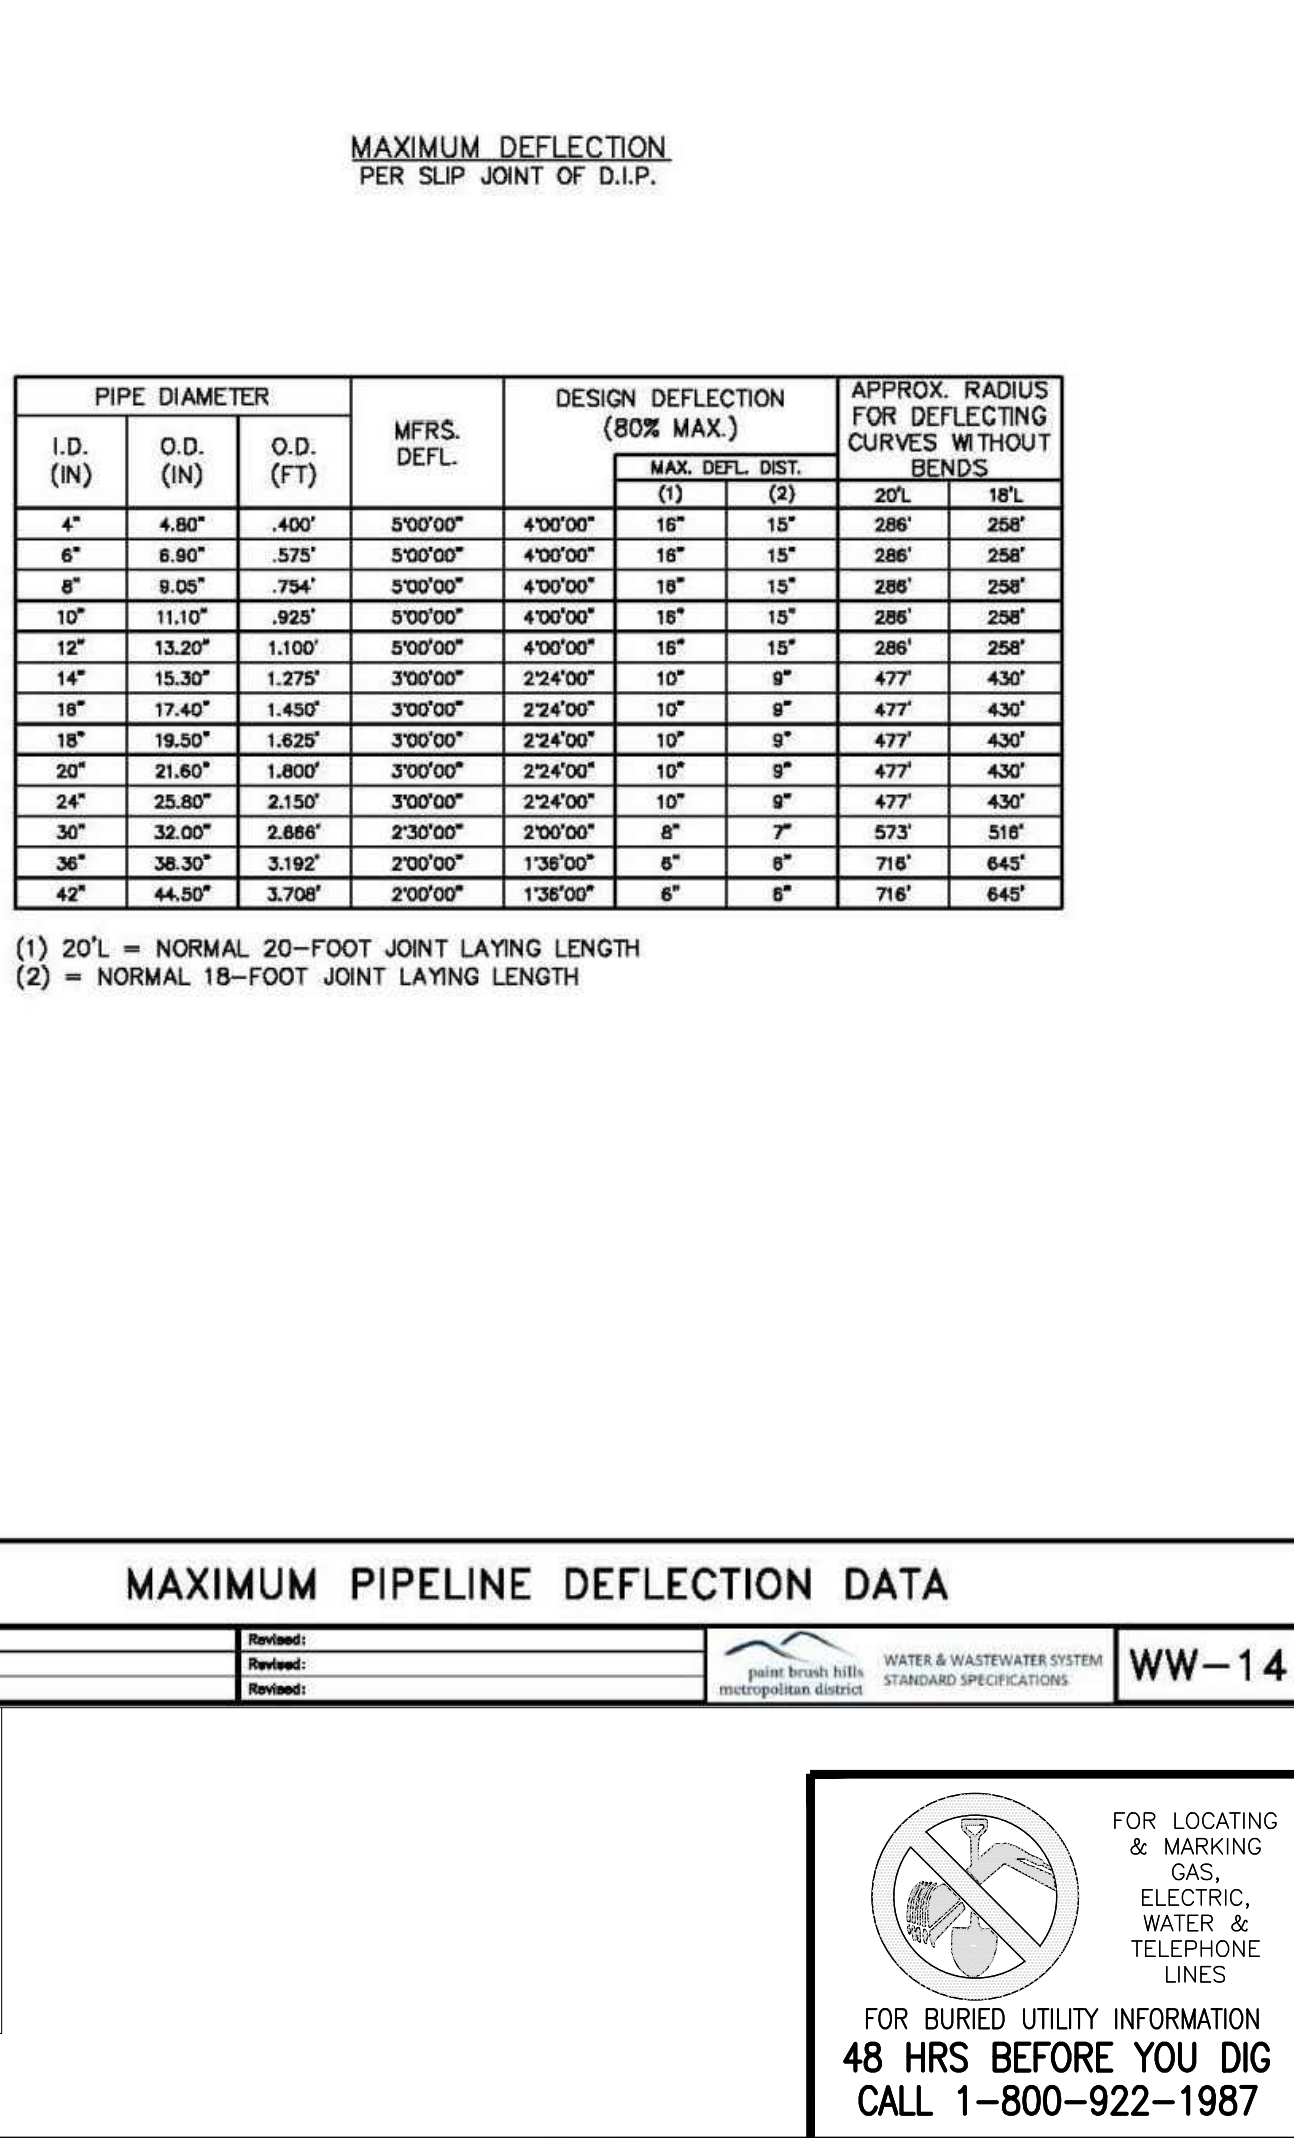 MAXIMUM DEFLECTION
PER SLIP JOINT OF D.I.P.
PIPE DIAMETER
I.D. (IN) O.D. (IN) O.D. (FT) MFRS. DEFL. DESIGN DEFLECTION (80% MAX.) APPROX. RADIUS FOR DEFLECTING CURVES WITHOUT BENDS
MAX. DEFL. DIST.
(1) (2) 20'L 18'L
4" 4.80" .400' 5°00'00" 4°00'00" 16" 15" 286' 258'
6" 6.90" .575' 5°00'00" 4°00'00" 16" 15" 286' 258'
8" 9.05" .754' 5°00'00" 4°00'00" 16" 15" 286' 258'
10" 11.10" .925' 5°00'00" 4°00'00" 16" 15" 286' 258'
12" 13.20" 1.100' 5°00'00" 4°00'00" 16" 15" 286' 258'
14" 15.30" 1.275' 3°00'00" 2°24'00" 10" 9" 477' 430'
16" 17.40" 1.450' 3°00'00" 2°24'00" 10" 9" 477' 430'
18" 19.50" 1.625' 3°00'00" 2°24'00" 10" 9" 477' 430'
20" 21.60" 1.800' 3°00'00" 2°24'00" 10" 9" 477' 430'
24" 25.80" 2.150' 3°00'00" 2°24'00" 10" 9" 477' 430'
30" 32.00" 2.666' 2°30'00" 2°00'00" 8" 7" 573' 516'
36" 38.30" 3.192' 2°00'00" 1°36'00" 6" 6" 716' 645'
42" 44.50" 3.708' 2°00'00" 1°36'00" 6" 6" 716' 645'
(1) 20'L = NORMAL 20-FOOT JOINT LAYING LENGTH
(2) = NORMAL 18-FOOT JOINT LAYING LENGTH
MAXIMUM PIPELINE DEFLECTION DATA
Revised:
Revised:
Revised:
paint brush hills
metropolitan district
WATER & WASTEWATER SYSTEM
STANDARD SPECIFICATIONS
WW-14
FOR LOCATING
& MARKING
GAS,
ELECTRIC,
WATER &
TELEPHONE
LINES
FOR BURIED UTILITY INFORMATION
48 HRS BEFORE YOU DIG
CALL 1-800-922-1987